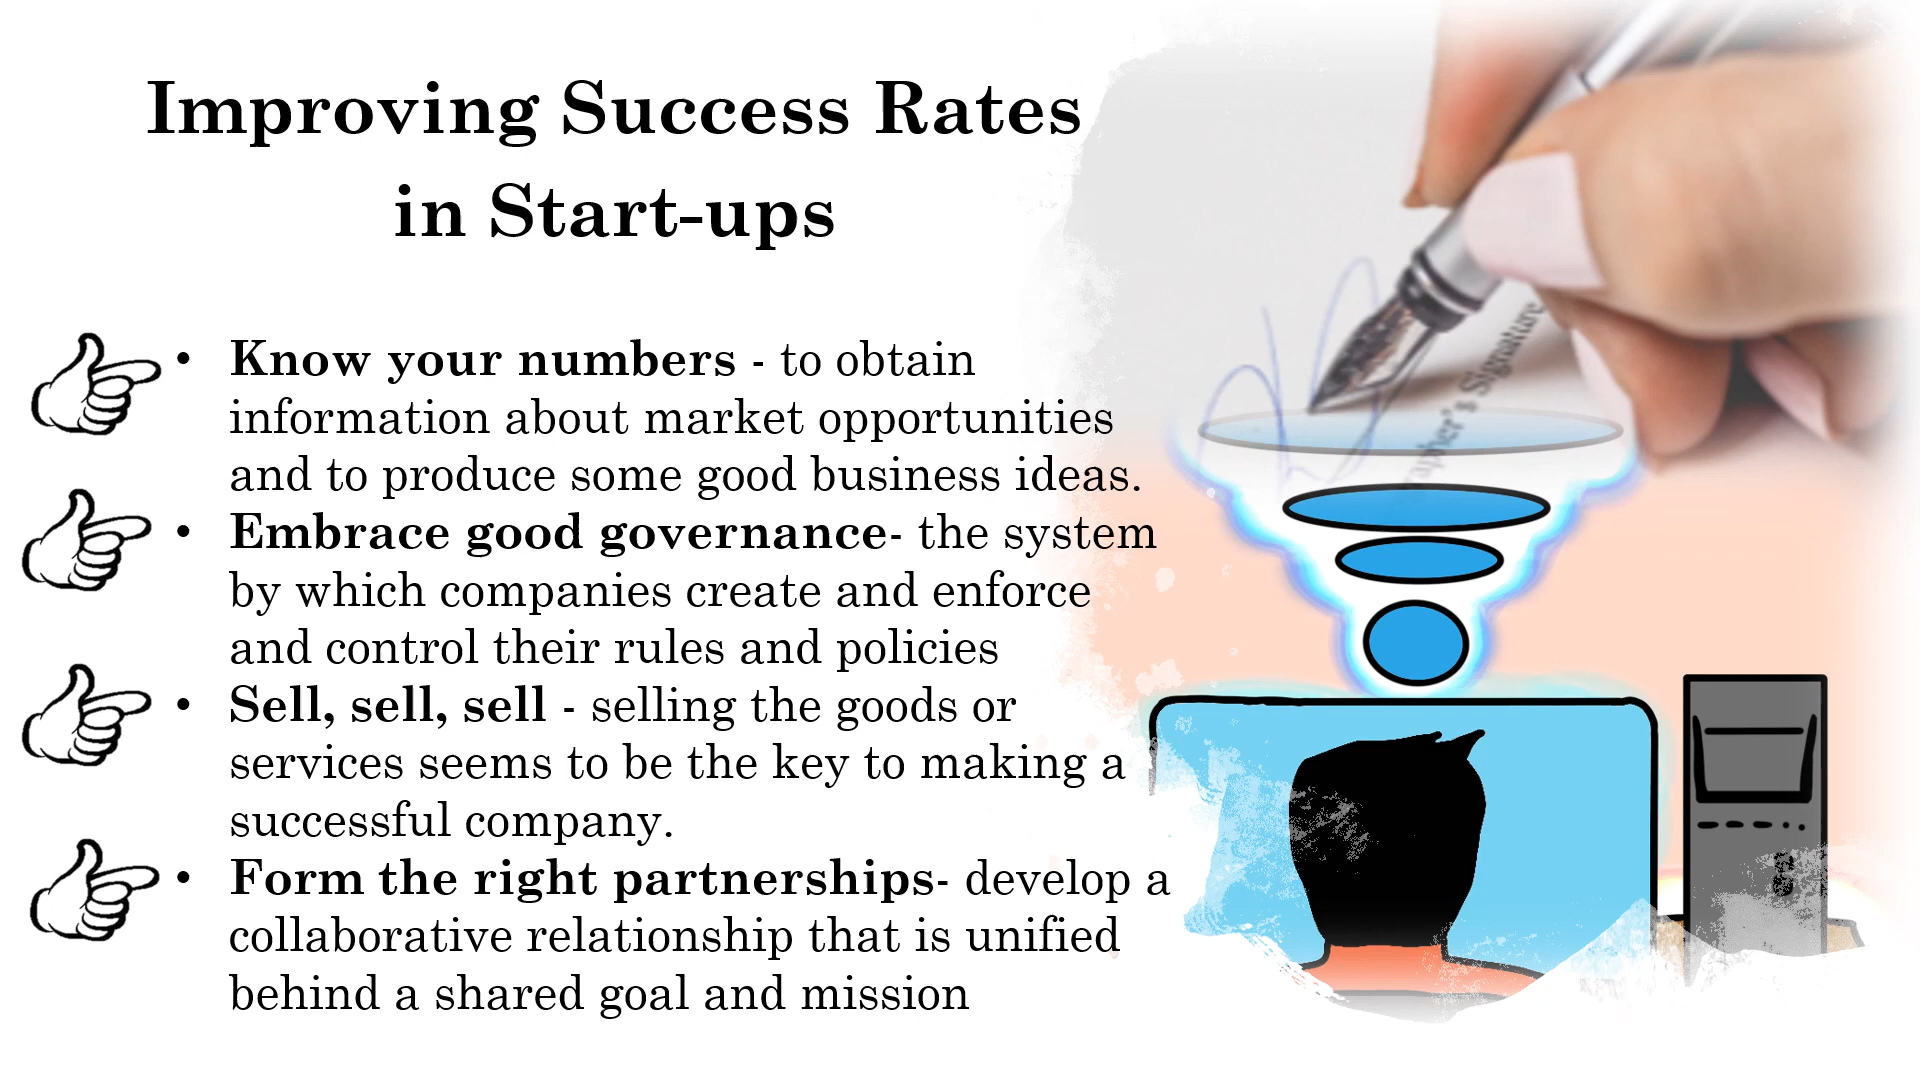 Improving Success Rates
in Start-ups
• Know your numbers - to obtain
information about market opportunities
and to produce some good business ideas.
• Embrace good governance- the system
by which companies create and enforce
and control their rules and policies
• Sell, sell, sell - selling the goods or
services seems to be the key to making a
successful company.
• Form the right partnerships- develop a
collaborative relationship that is unified
behind a shared goal and mission
Signature